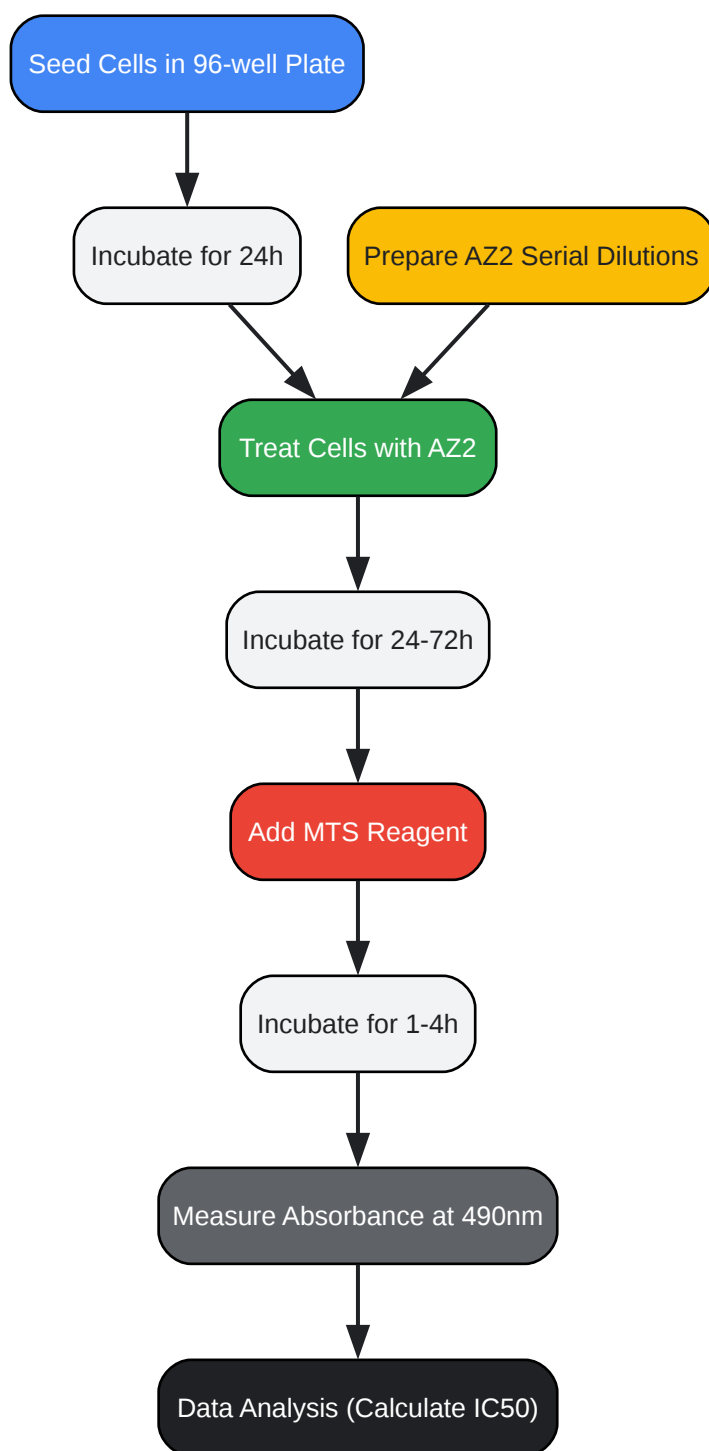 Seed Cells in 96-well Plate
Incubate for 24h
Prepare AZ2 Serial Dilutions
Treat Cells with AZ2
Incubate for 24-72h
Add MTS Reagent
Incubate for 1-4h
Measure Absorbance at 490nm
Data Analysis (Calculate IC50)